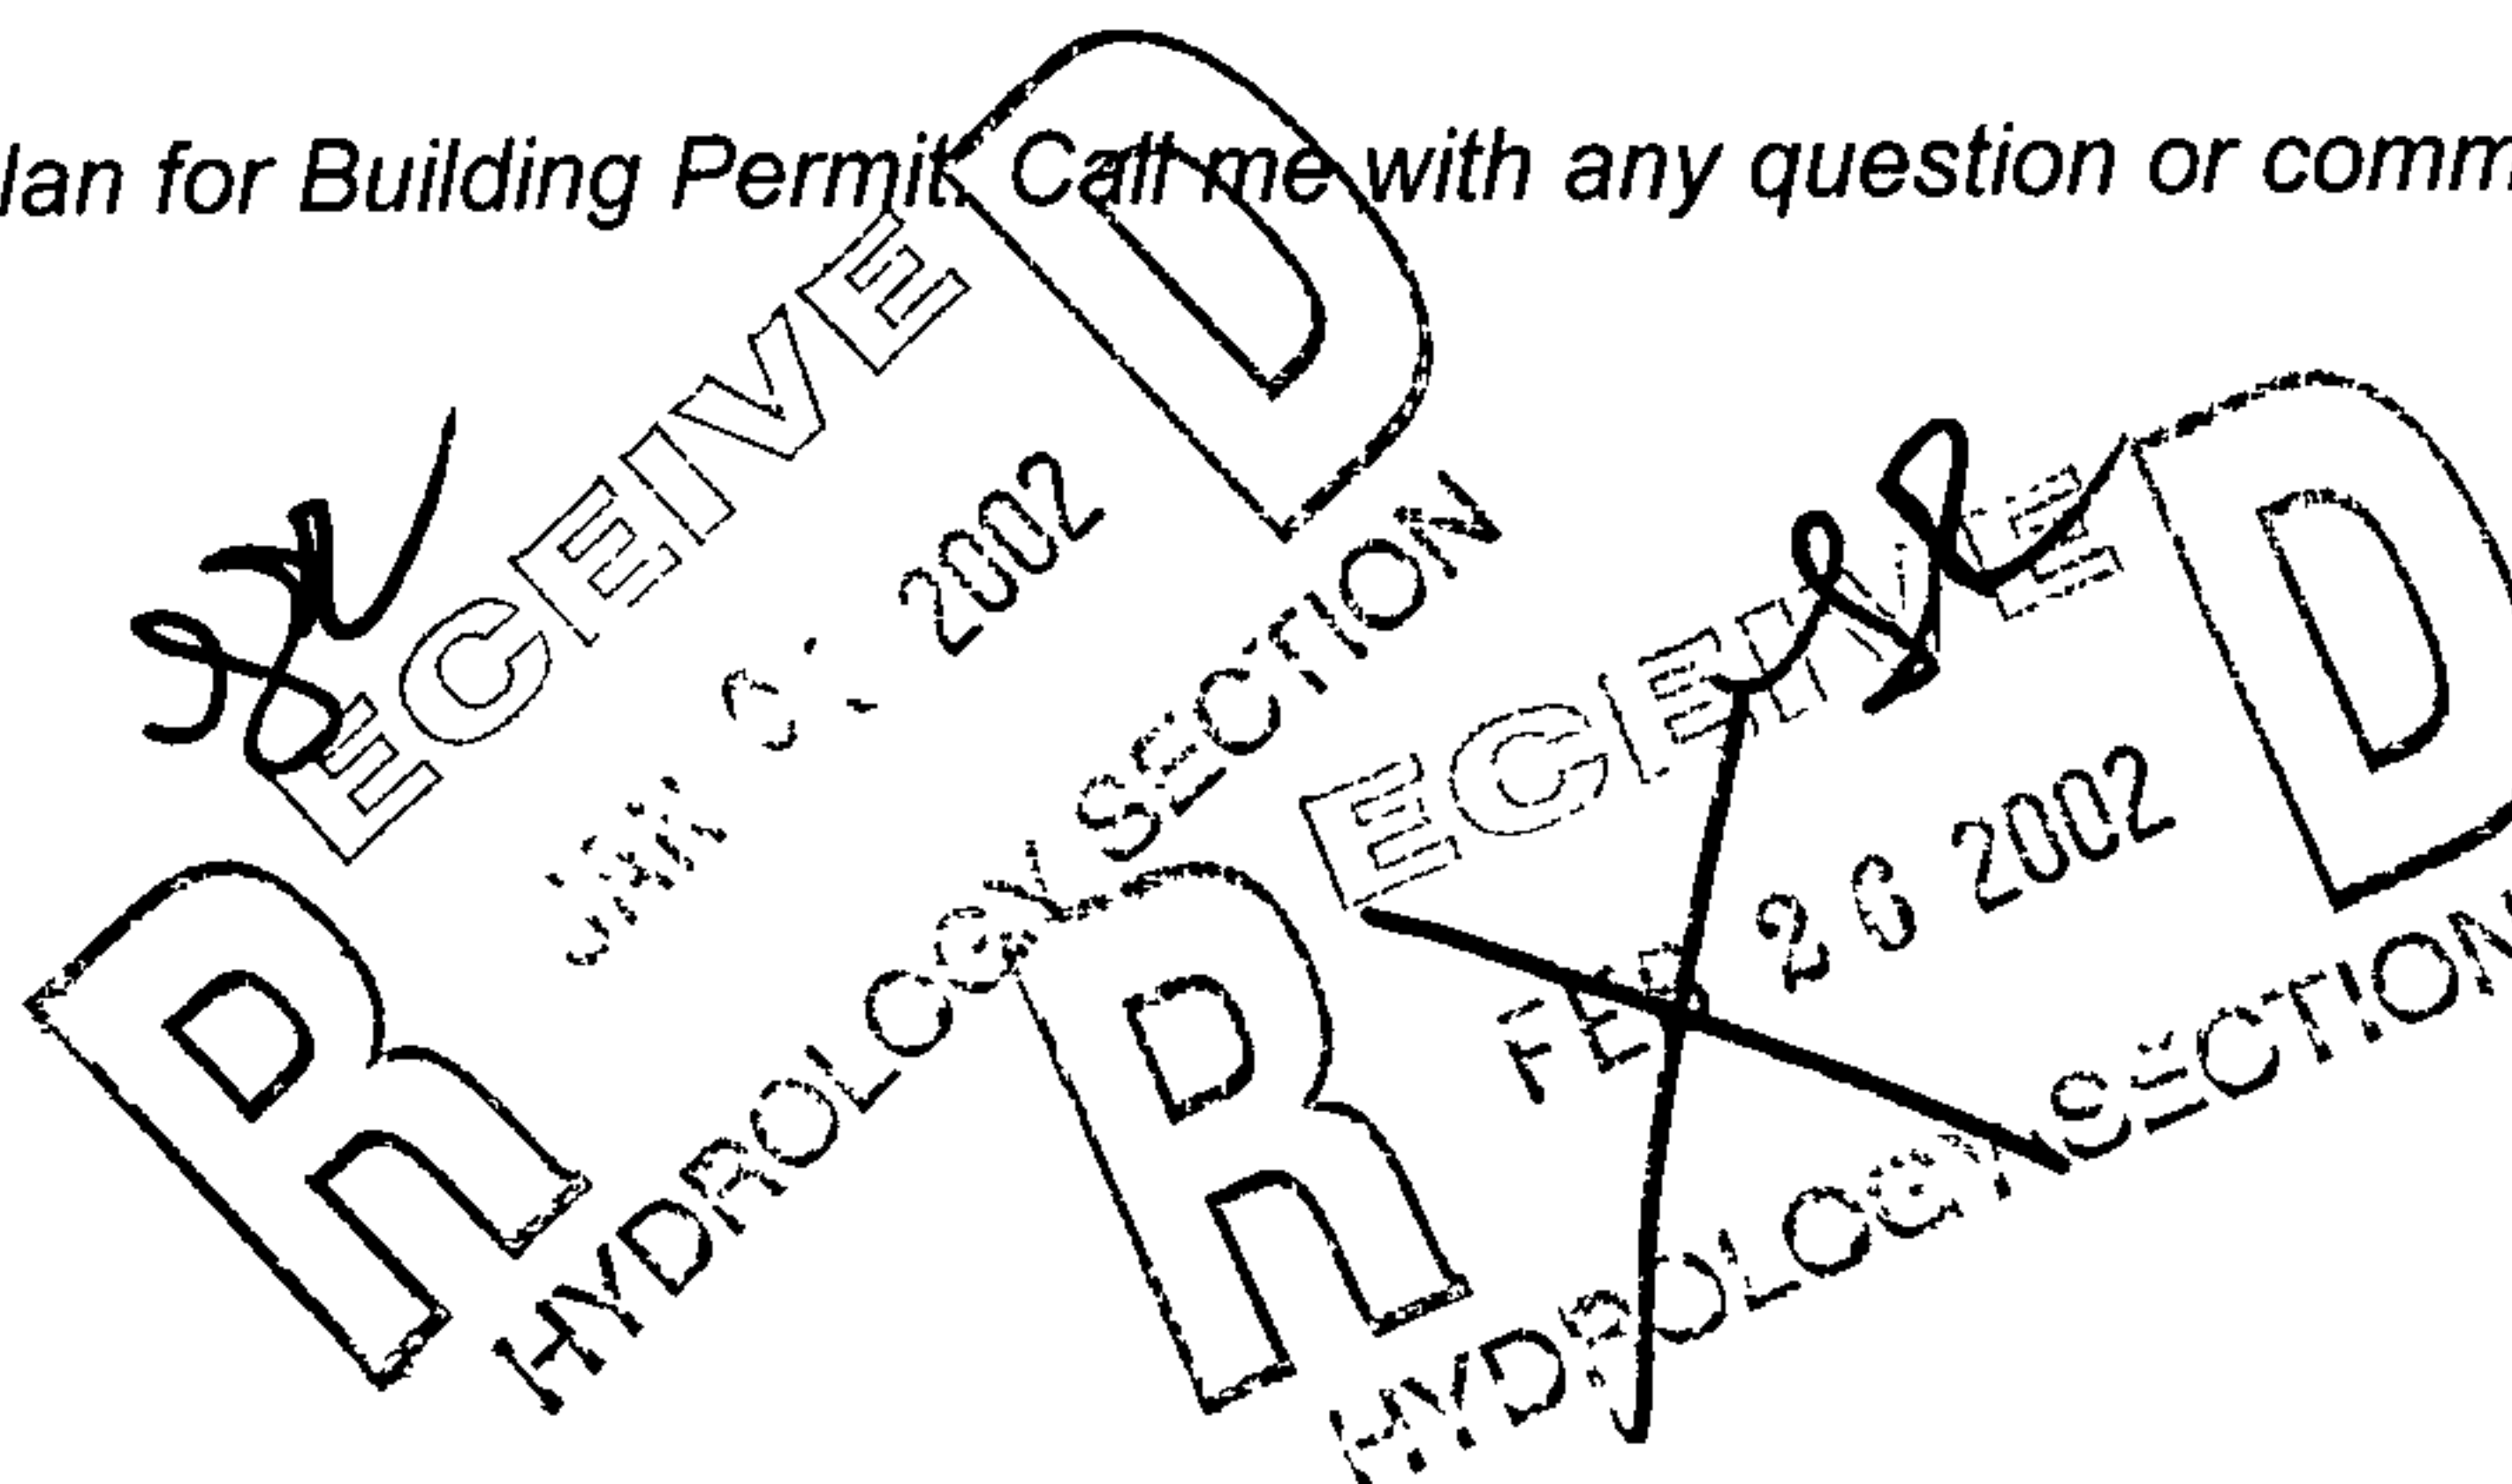 lan for Building Permit. Call me with any question or comm
RECEIVED
2002
HYDROLOGY SECTION
RECEIVED
FEB 26 2002
HYDROLOGY SECTION